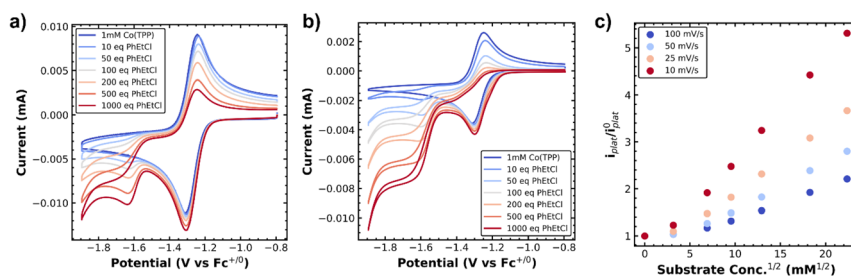 a)
0.010
0.005
0.000
−0.005
−0.010
Current (mA)
1mM Co(TPP)
10 eq PhEtCl
50 eq PhEtCl
100 eq PhEtCl
200 eq PhEtCl
500 eq PhEtCl
1000 eq PhEtCl
−1.8 −1.6 −1.4 −1.2 −1.0 −0.8
Potential (V vs Fc+/0)
b)
0.002
0.000
−0.002
−0.004
−0.006
−0.008
−0.010
Current (mA)
1mM Co(TPP)
10 eq PhEtCl
50 eq PhEtCl
100 eq PhEtCl
200 eq PhEtCl
500 eq PhEtCl
1000 eq PhEtCl
−1.8 −1.6 −1.4 −1.2 −1.0 −0.8
Potential (V vs Fc+/0)
c)
5
4
3
2
1
iplat/i0plat
100 mV/s
50 mV/s
25 mV/s
10 mV/s
0 5 10 15 20
Substrate Conc.1/2 (mM1/2)